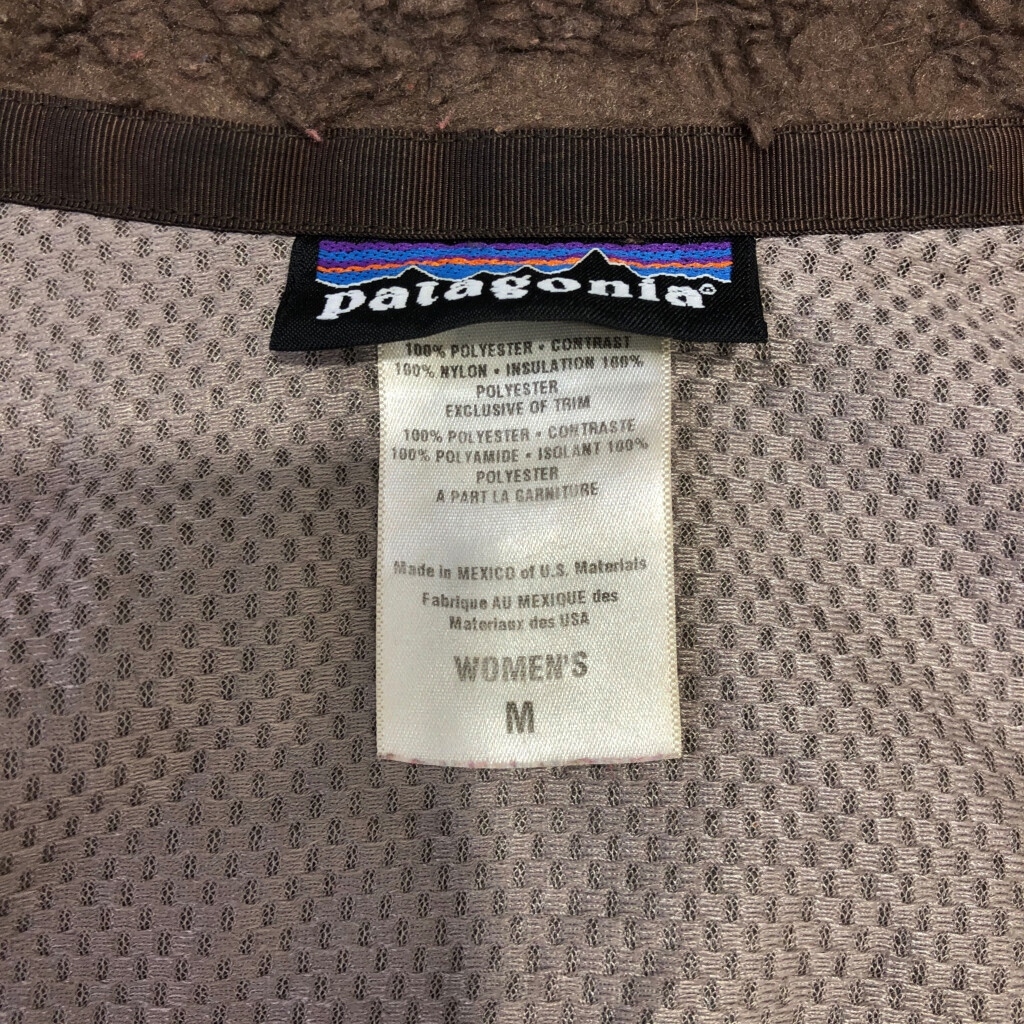 patagonia®
100% POLYESTER • CONTRAST
100% NYLON • INSULATION 100%
POLYESTER
EXCLUSIVE OF TRIM
100% POLYESTER • CONTRASTE
100% POLYAMIDE • ISOLANT 100%
POLYESTER
A PART LA GARNITURE
Made in MEXICO of U.S. Materials
Fabrique AU MEXIQUE des
Materiaux des USA
WOMEN'S
M